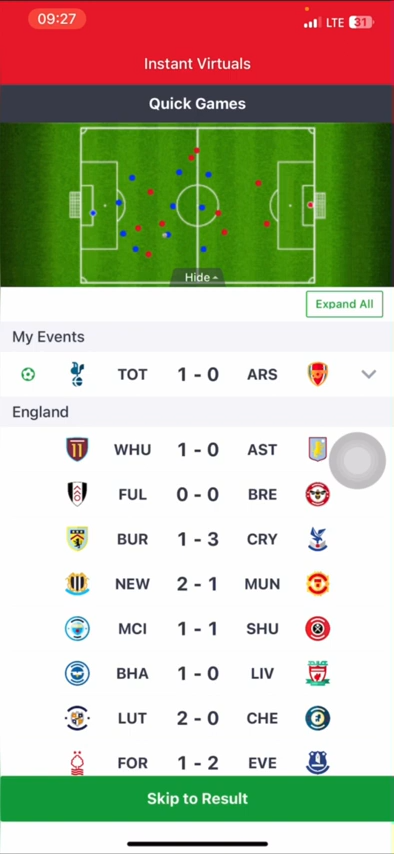 09:27 LTE 31
Instant Virtuals
Quick Games
Hide
Expand All
My Events
TOT 1 - 0 ARS
England
WHU 1 - 0 AST
FUL 0 - 0 BRE
BUR 1 - 3 CRY
NEW 2 - 1 MUN
MCI 1 - 1 SHU
BHA 1 - 0 LIV
LUT 2 - 0 CHE
FOR 1 - 2 EVE
Skip to Result